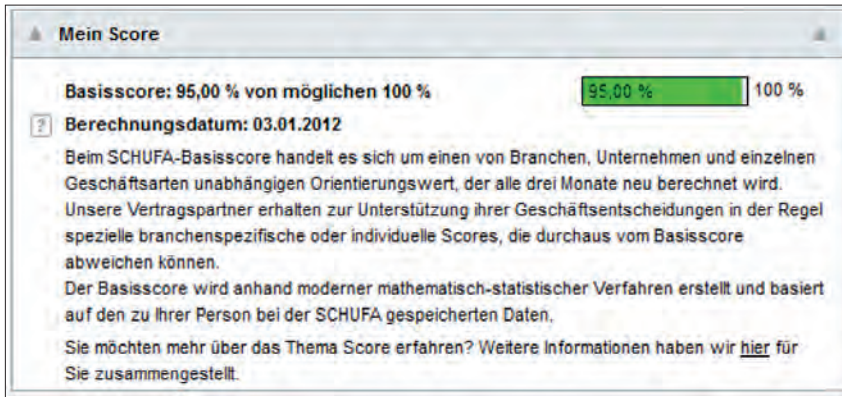 Mein Score
Basisscore: 95,00 % von möglichen 100 %
95,00 % 100 %
? Berechnungsdatum: 03.01.2012
Beim SCHUFA-Basisscore handelt es sich um einen von Branchen, Unternehmen und einzelnen
Geschäftsarten unabhängigen Orientierungswert, der alle drei Monate neu berechnet wird.
Unsere Vertragspartner erhalten zur Unterstützung ihrer Geschäftsentscheidungen in der Regel
spezielle branchenspezifische oder individuelle Scores, die durchaus vom Basisscore
abweichen können.
Der Basisscore wird anhand moderner mathematisch-statistischer Verfahren erstellt und basiert
auf den zu Ihrer Person bei der SCHUFA gespeicherten Daten.
Sie möchten mehr über das Thema Score erfahren? Weitere Informationen haben wir hier für
Sie zusammengestellt.